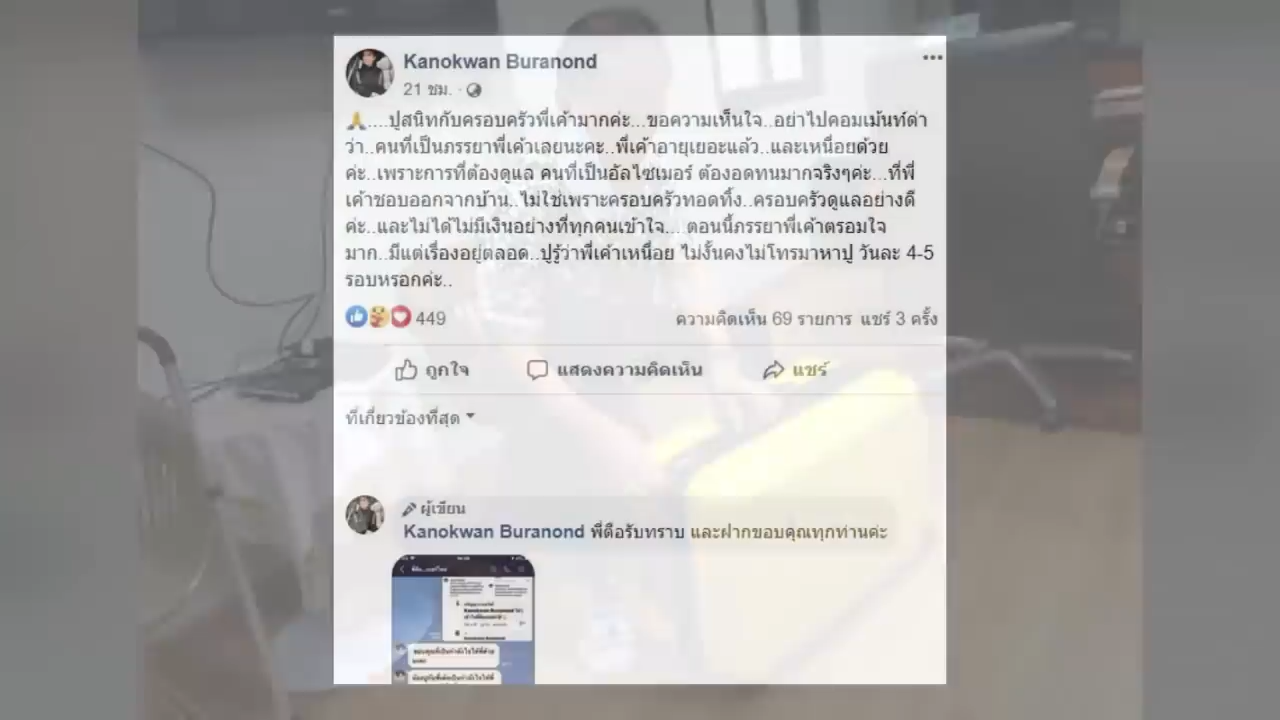 Kanokwan Buranond
21 ชม. ·
🙏....ปูสนิทกับครอบครัวพี่เค้ามากค่ะ...ขอความเห็นใจ..อย่าไปคอมเม้นท์ด่า
ว่า..คนที่เป็นภรรยาพี่เค้าเลยนะคะ..พี่เค้าอายุเยอะแล้ว..และเหนื่อยด้วย
ค่ะ..เพราะการที่ต้องดูแล คนที่เป็นอัลไซเมอร์ ต้องอดทนมากจริงๆค่ะ...ที่พี่
เค้าชอบออกจากบ้าน..ไม่ใช่เพราะครอบครัวทอดทิ้ง..ครอบครัวดูแลอย่างดี
ค่ะ..และไม่ได้ไม่มีเงินอย่างที่ทุกคนเข้าใจ....ตอนนี้ภรรยาพี่เค้าตรอมใจ
มาก..มีแต่เรื่องอยู่ตลอด..ปูรู้ว่าพี่เค้าเหนื่อย ไม่งั้นคงไม่โทรมาหาปู วันละ 4-5
รอบหรอกค่ะ..
449
ความคิดเห็น 69 รายการ แชร์ 3 ครั้ง
ถูกใจ
แสดงความคิดเห็น
แชร์
ที่เกี่ยวข้องที่สุด
ผู้เขียน
Kanokwan Buranond พี่ตือรับทราบ และฝากขอบคุณทุกท่านค่ะ